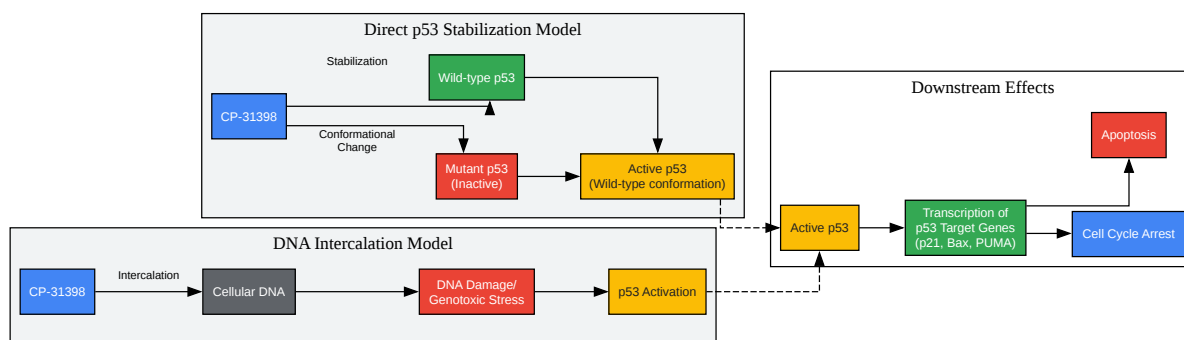 Direct p53 Stabilization Model
Stabilization
Wild-type p53
CP-31398
Conformational
Change
Mutant p53
(Inactive)
Active p53
(Wild-type conformation)
DNA Intercalation Model
CP-31398
Intercalation
Cellular DNA
DNA Damage/
Genotoxic Stress
p53 Activation
Downstream Effects
Apoptosis
Active p53
Transcription of
p53 Target Genes
(p21, Bax, PUMA)
Cell Cycle Arrest